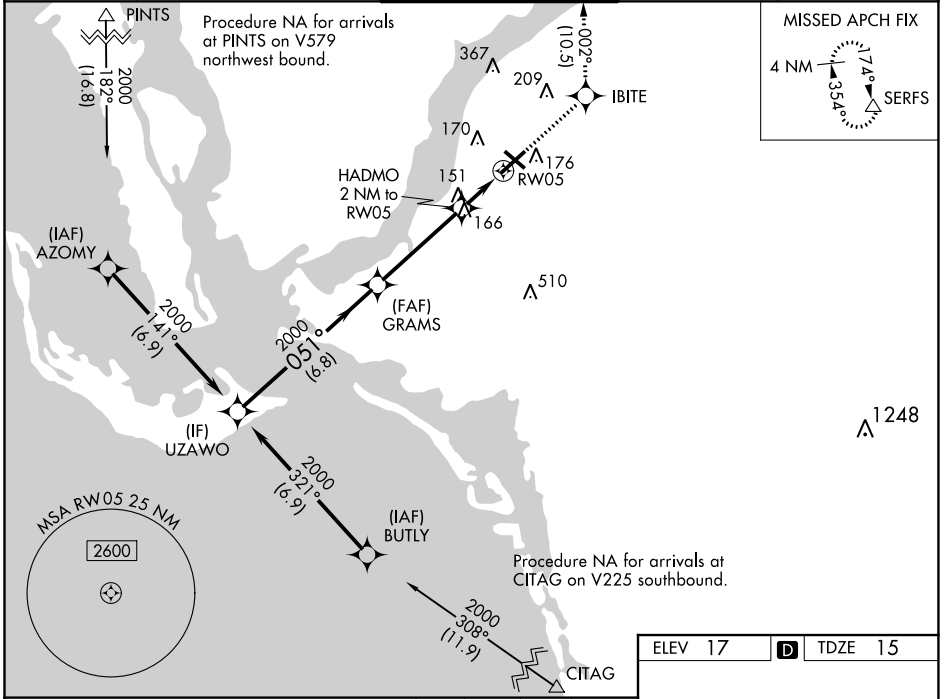 PINTS
2000
182°
(16.8)
Procedure NA for arrivals
at PINTS on V579
northwest bound.
367
209
002°
(10.5)
IBITE
MISSED APCH FIX
4 NM
174°
354°
SERFS
170
176
RW05
HADMO
2 NM to
RW05
151
166
(IAF)
AZOMY
2000
141°
(6.9)
(FAF)
GRAMS
510
2000
051°
(6.8)
(IF)
UZAWO
1248
2000
321°
(6.9)
(IAF)
BUTLY
MSA RW05 25 NM
2600
Procedure NA for arrivals at
CITAG on V225 southbound.
2000
308°
(11.9)
CITAG
ELEV 17
D
TDZE 15